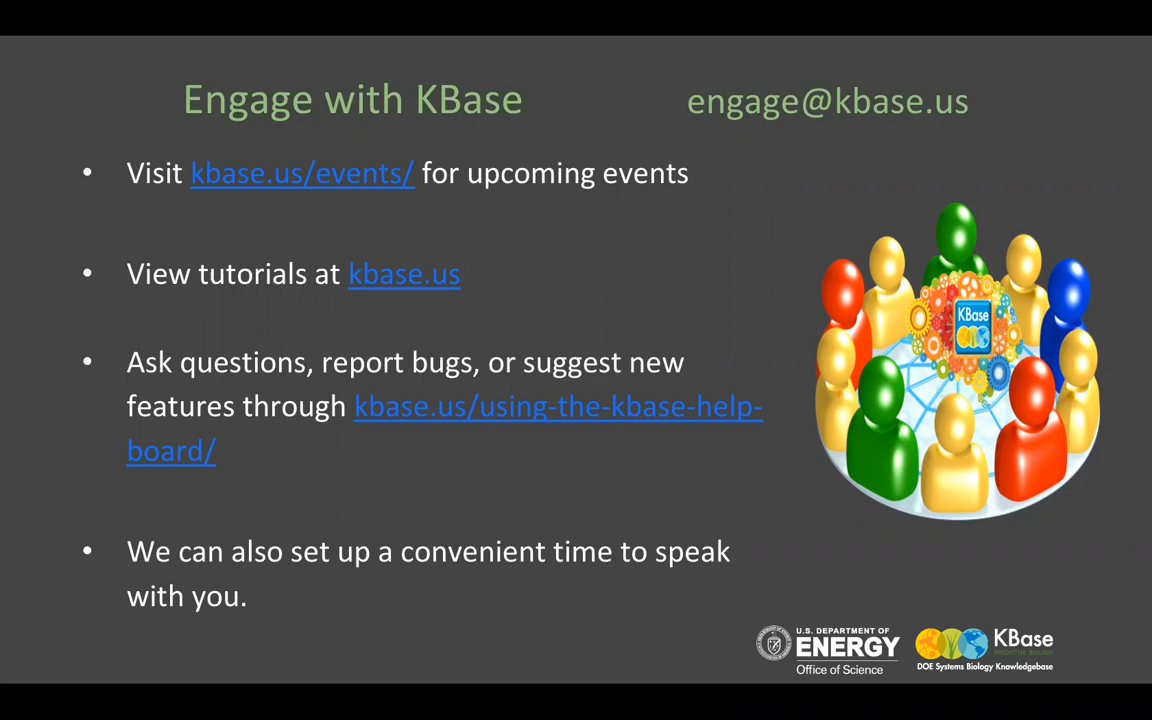 Engage with KBase
engage@kbase.us
• Visit kbase.us/events/ for upcoming events
• View tutorials at kbase.us
• Ask questions, report bugs, or suggest new
features through kbase.us/using-the-kbase-help-
board/
• We can also set up a convenient time to speak
with you.
KBase
U.S. DEPARTMENT OF
ENERGY
Office of Science
KBase
PREDICTIVE BIOLOGY
DOE Systems Biology Knowledgebase